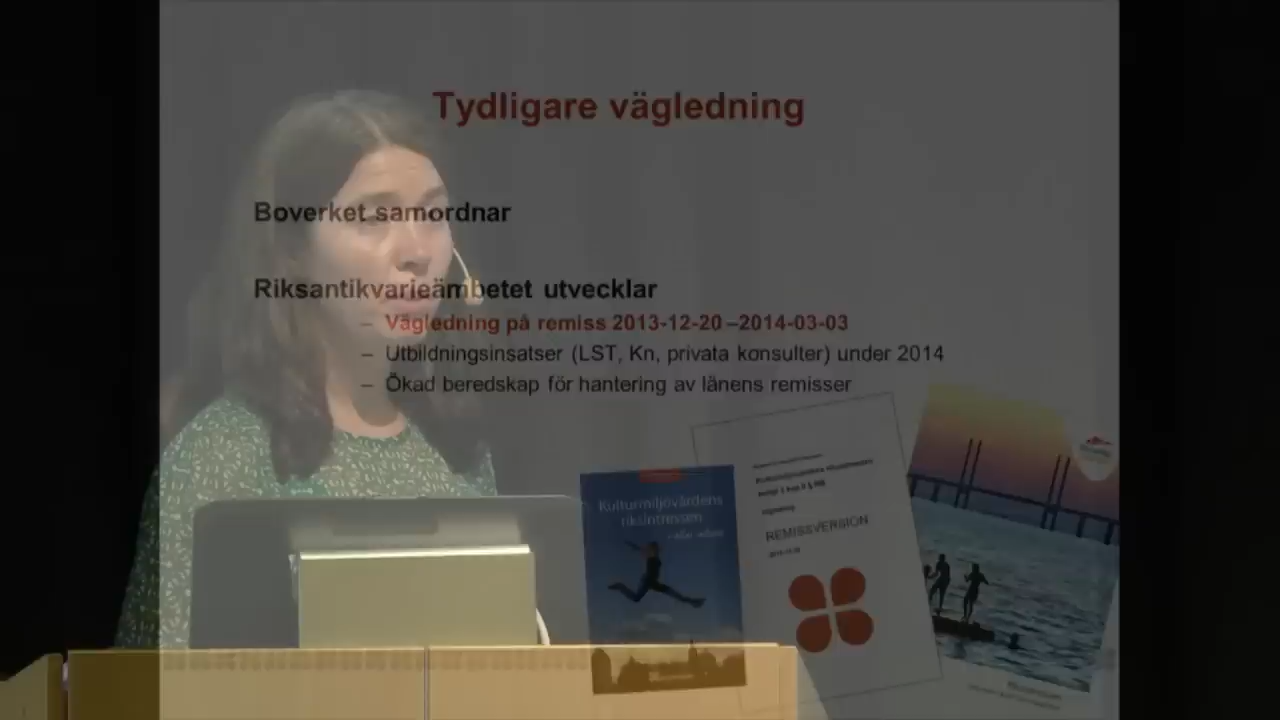 Tydligare vägledning
Boverket samordnar
Riksantikvarieämbetet utvecklar
– Vägledning på remiss 2013-12-20 –2014-03-03
– Utbildningsinsatser (LST, Kn, privata konsulter) under 2014
– Ökad beredskap för hantering av länens remisser
Kulturmiljövårdens
riksintressen
REMISSVERSION